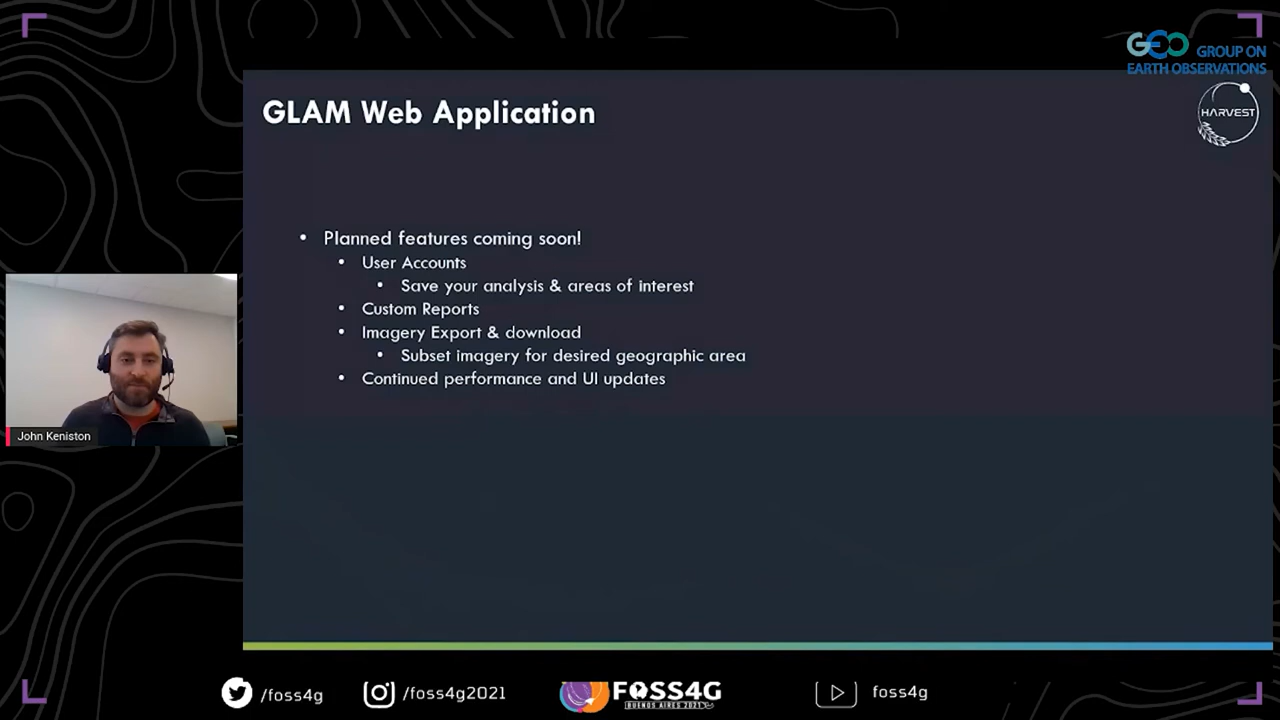 GEO GROUP ON
EARTH OBSERVATIONS
GLAM Web Application
HARVEST
• Planned features coming soon!
• User Accounts
• Save your analysis & areas of interest
• Custom Reports
• Imagery Export & download
• Subset imagery for desired geographic area
• Continued performance and UI updates
John Keniston
/foss4g
/foss4g2021
FOSS4G
BUENOS AIRES 2021
foss4g